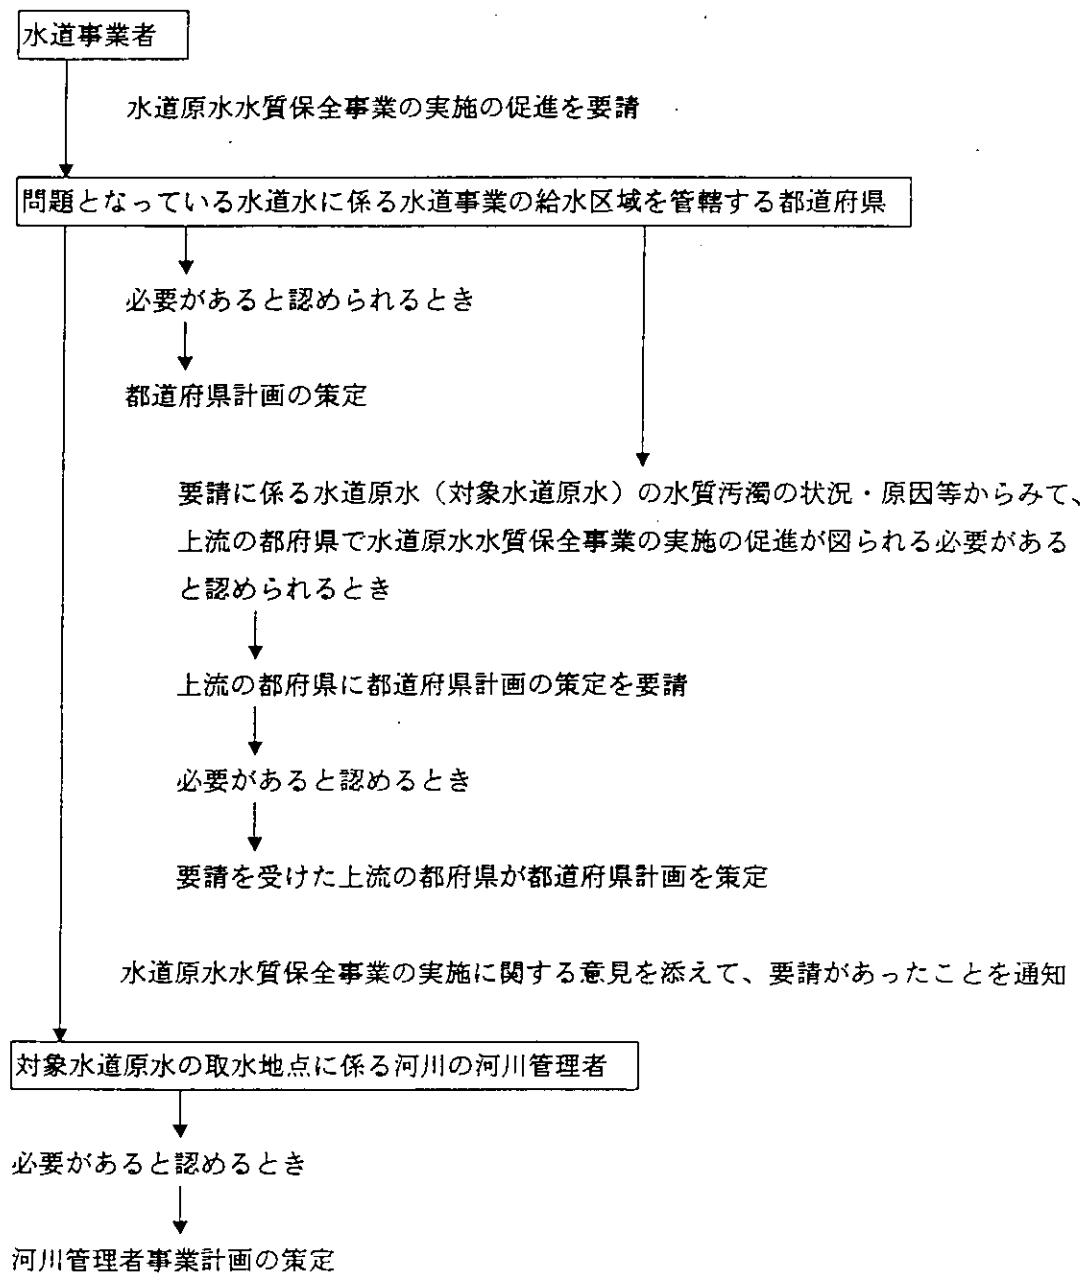 水道事業者
水道原水水質保全事業の実施の促進を要請
問題となっている水道水に係る水道事業の給水区域を管轄する都道府県
必要があると認められるとき
都道府県計画の策定
要請に係る水道原水（対象水道原水）の水質汚濁の状況・原因等からみて、
上流の都府県で水道原水水質保全事業の実施の促進が図られる必要がある
と認められるとき
上流の都府県に都道府県計画の策定を要請
必要があると認めるとき
要請を受けた上流の都府県が都道府県計画を策定
水道原水水質保全事業の実施に関する意見を添えて、要請があったことを通知
対象水道原水の取水地点に係る河川の河川管理者
必要があると認めるとき
河川管理者事業計画の策定